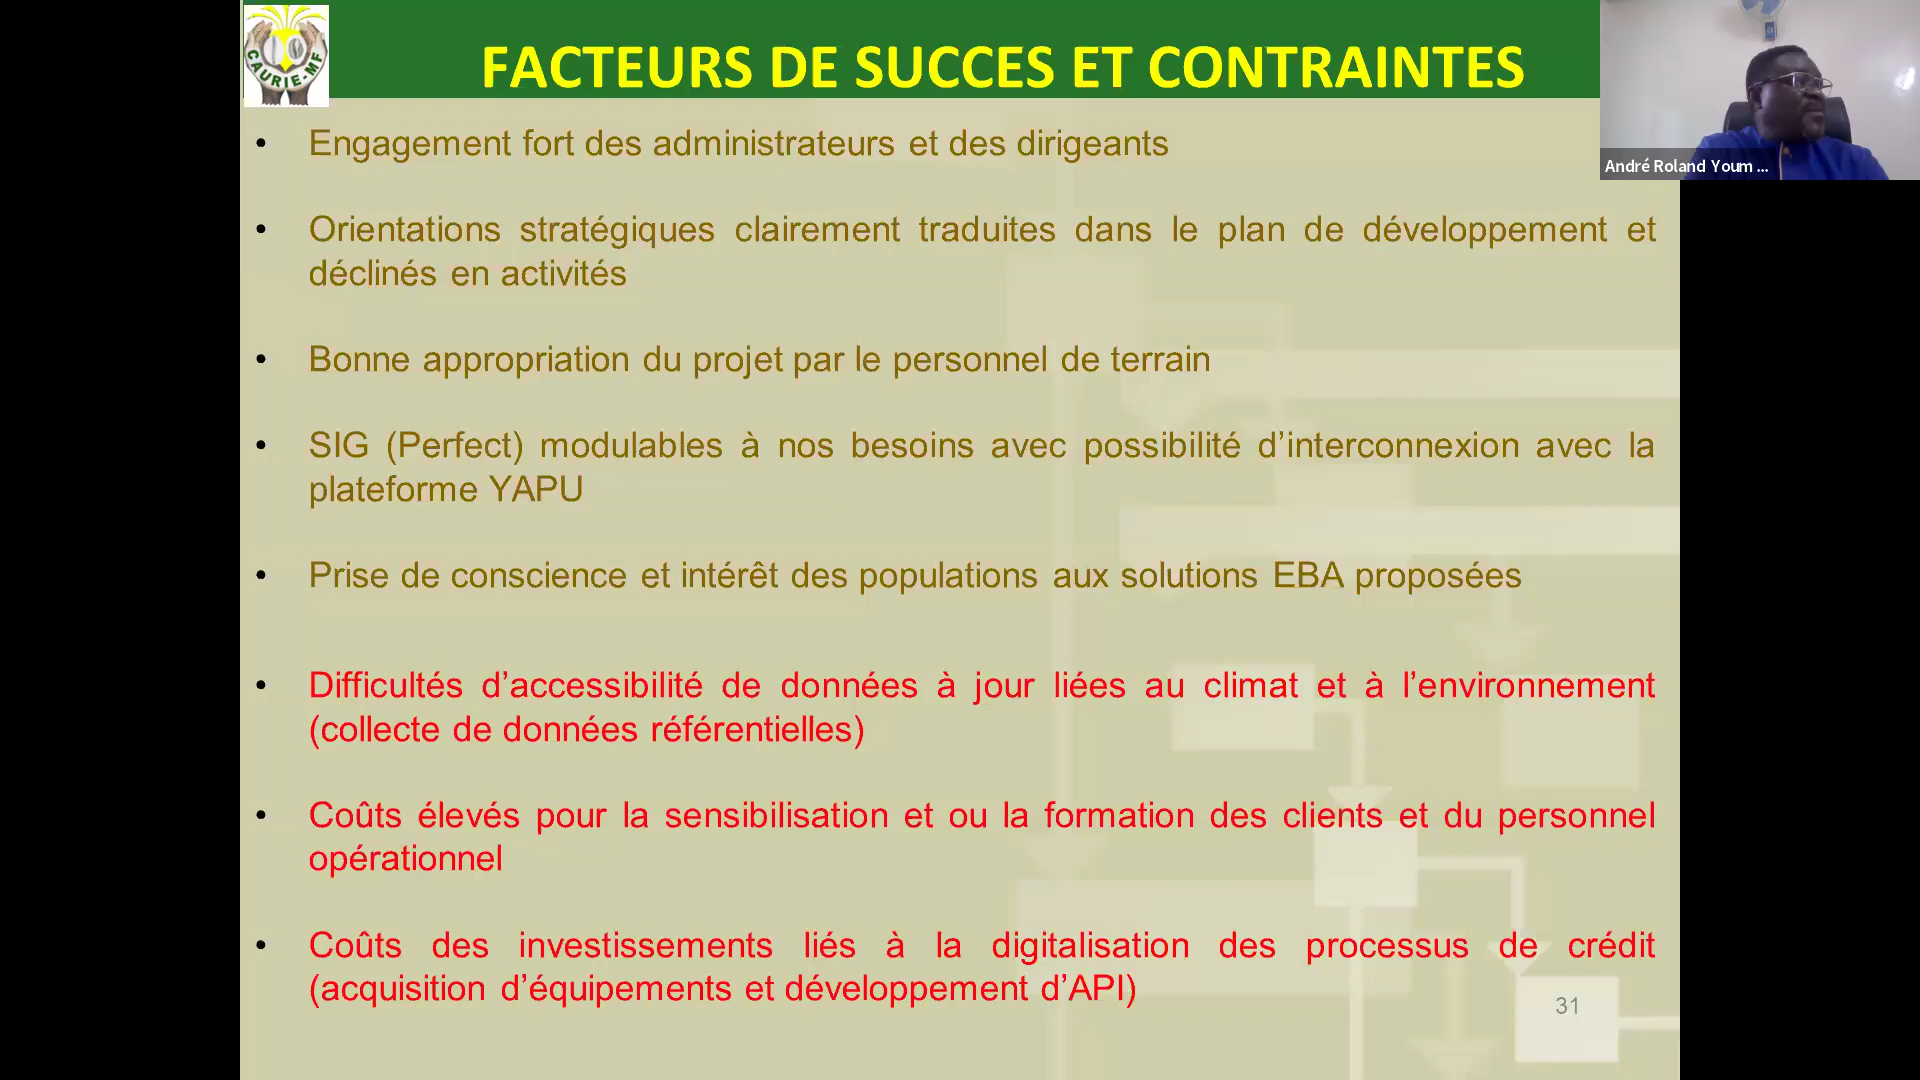 CAURIE-MF
FACTEURS DE SUCCES ET CONTRAINTES
André Roland Youm ...
• Engagement fort des administrateurs et des dirigeants
• Orientations stratégiques clairement traduites dans le plan de développement et
déclinés en activités
• Bonne appropriation du projet par le personnel de terrain
• SIG (Perfect) modulables à nos besoins avec possibilité d’interconnexion avec la
plateforme YAPU
• Prise de conscience et intérêt des populations aux solutions EBA proposées
• Difficultés d’accessibilité de données à jour liées au climat et à l’environnement
(collecte de données référentielles)
• Coûts élevés pour la sensibilisation et ou la formation des clients et du personnel
opérationnel
• Coûts des investissements liés à la digitalisation des processus de crédit
(acquisition d’équipements et développement d’API)
31